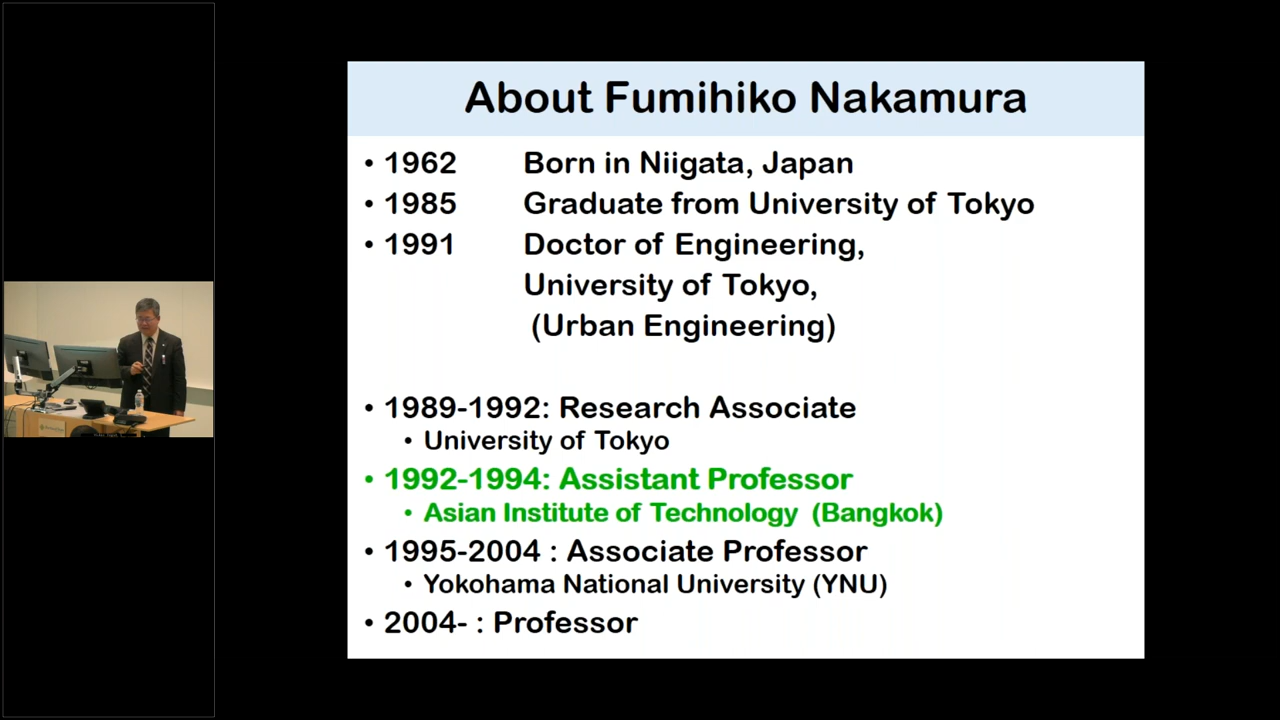 About Fumihiko Nakamura
• 1962 Born in Niigata, Japan
• 1985 Graduate from University of Tokyo
• 1991 Doctor of Engineering,
University of Tokyo,
(Urban Engineering)
• 1989-1992: Research Associate
• University of Tokyo
• 1992-1994: Assistant Professor
• Asian Institute of Technology (Bangkok)
• 1995-2004 : Associate Professor
• Yokohama National University (YNU)
• 2004- : Professor